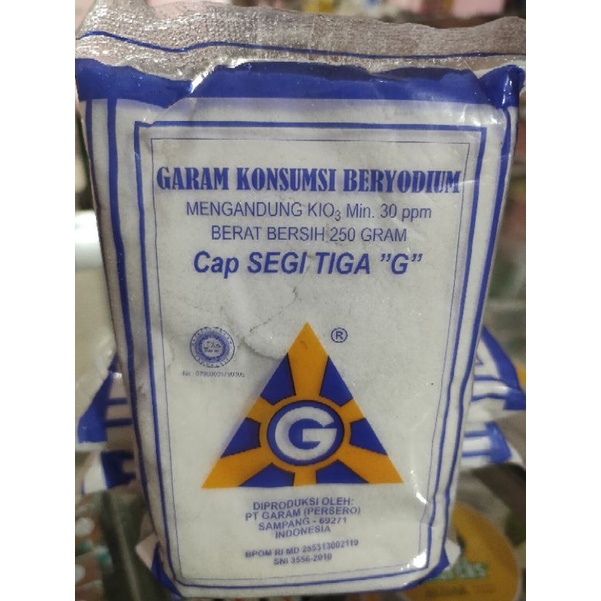 GARAM KONSUMSI BERYODIUM
MENGANDUNG KIO₃ Min. 30 ppm
BERAT BERSIH 250 GRAM
Cap SEGI TIGA "G"
®
G
DIPRODUKSI OLEH:
PT GARAM (PERSERO)
SAMPANG - 69271
INDONESIA
BPOM RI MD 255313002119
SNI 3556-2010